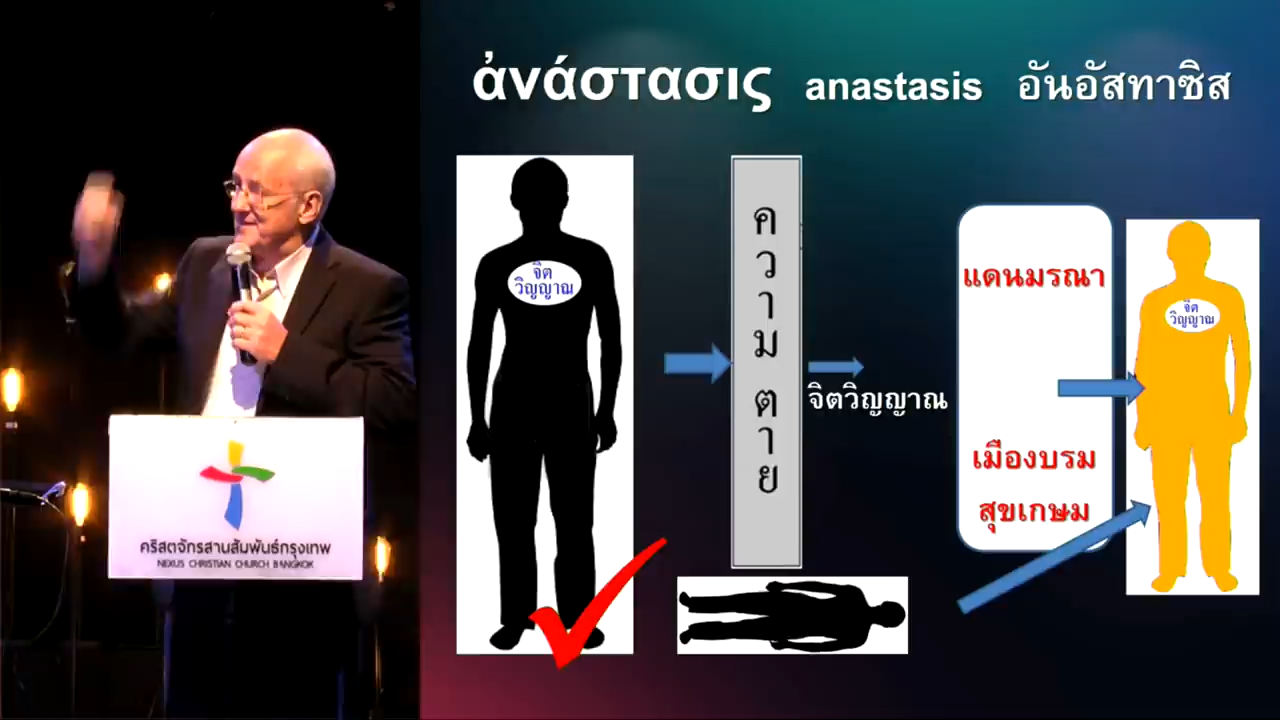 ἀνάστασις anastasis อันอัสทาซิส
จิต
วิญญาณ
ความตาย
จิตวิญญาณ
แดนมรณา
เมืองบรม
สุขเกษม
จิต
วิญญาณ
คริสตจักรสานสัมพันธ์กรุงเทพ
NEXUS CHRISTIAN CHURCH BANGKOK